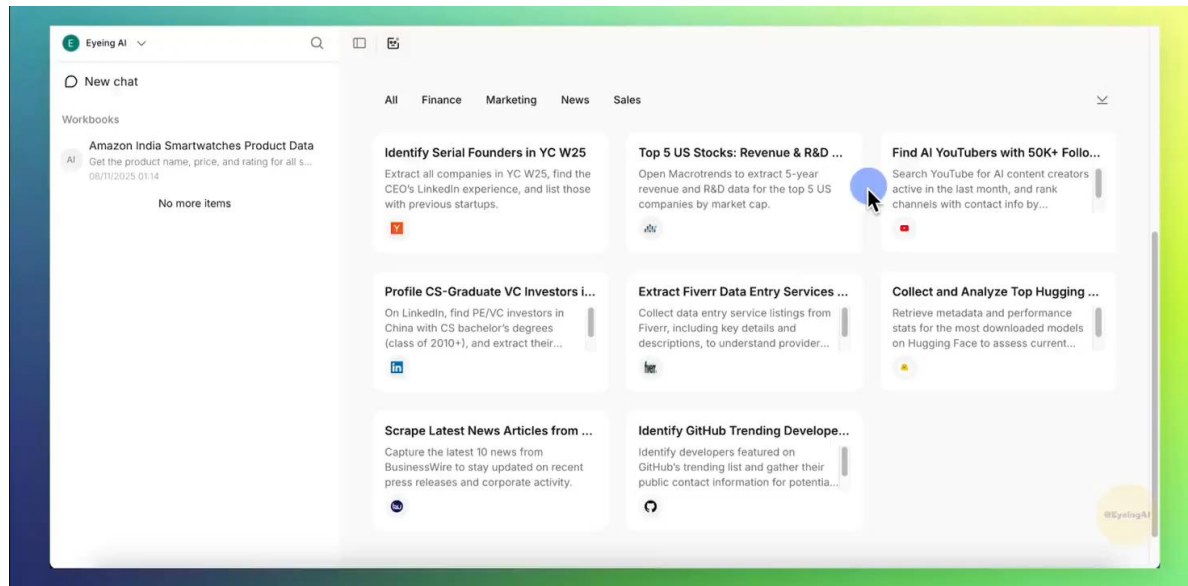 E Eyeing AI
New chat
Workbooks
AI
Amazon India Smartwatches Product Data
Get the product name, price, and rating for all s...
08/11/2025 01:14
No more items
All Finance Marketing News Sales
Identify Serial Founders in YC W25
Extract all companies in YC W25, find the
CEO's LinkedIn experience, and list those
with previous startups.
Y
Top 5 US Stocks: Revenue & R&D ...
Open Macrotrends to extract 5-year
revenue and R&D data for the top 5 US
companies by market cap.
Find AI YouTubers with 50K+ Follo...
Search YouTube for AI content creators
active in the last month, and rank
channels with contact info by...
Profile CS-Graduate VC Investors i...
On LinkedIn, find PE/VC investors in
China with CS bachelor's degrees
(class of 2010+), and extract their...
in
Extract Fiverr Data Entry Services ...
Collect data entry service listings from
Fiverr, including key details and
descriptions, to understand provider...
Collect and Analyze Top Hugging ...
Retrieve metadata and performance
stats for the most downloaded models
on Hugging Face to assess current...
Scrape Latest News Articles from ...
Capture the latest 10 news from
BusinessWire to stay updated on recent
press releases and corporate activity.
Identify GitHub Trending Develope...
Identify developers featured on
GitHub's trending list and gather their
public contact information for potentia...
@EyeingAI